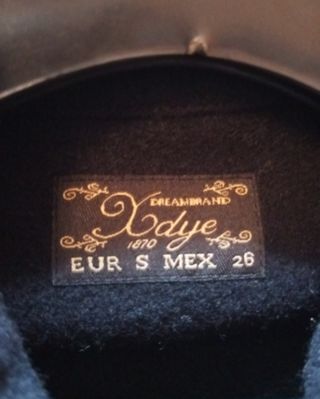 DREAMBRAND
Xdye
1870
EUR S MEX 26